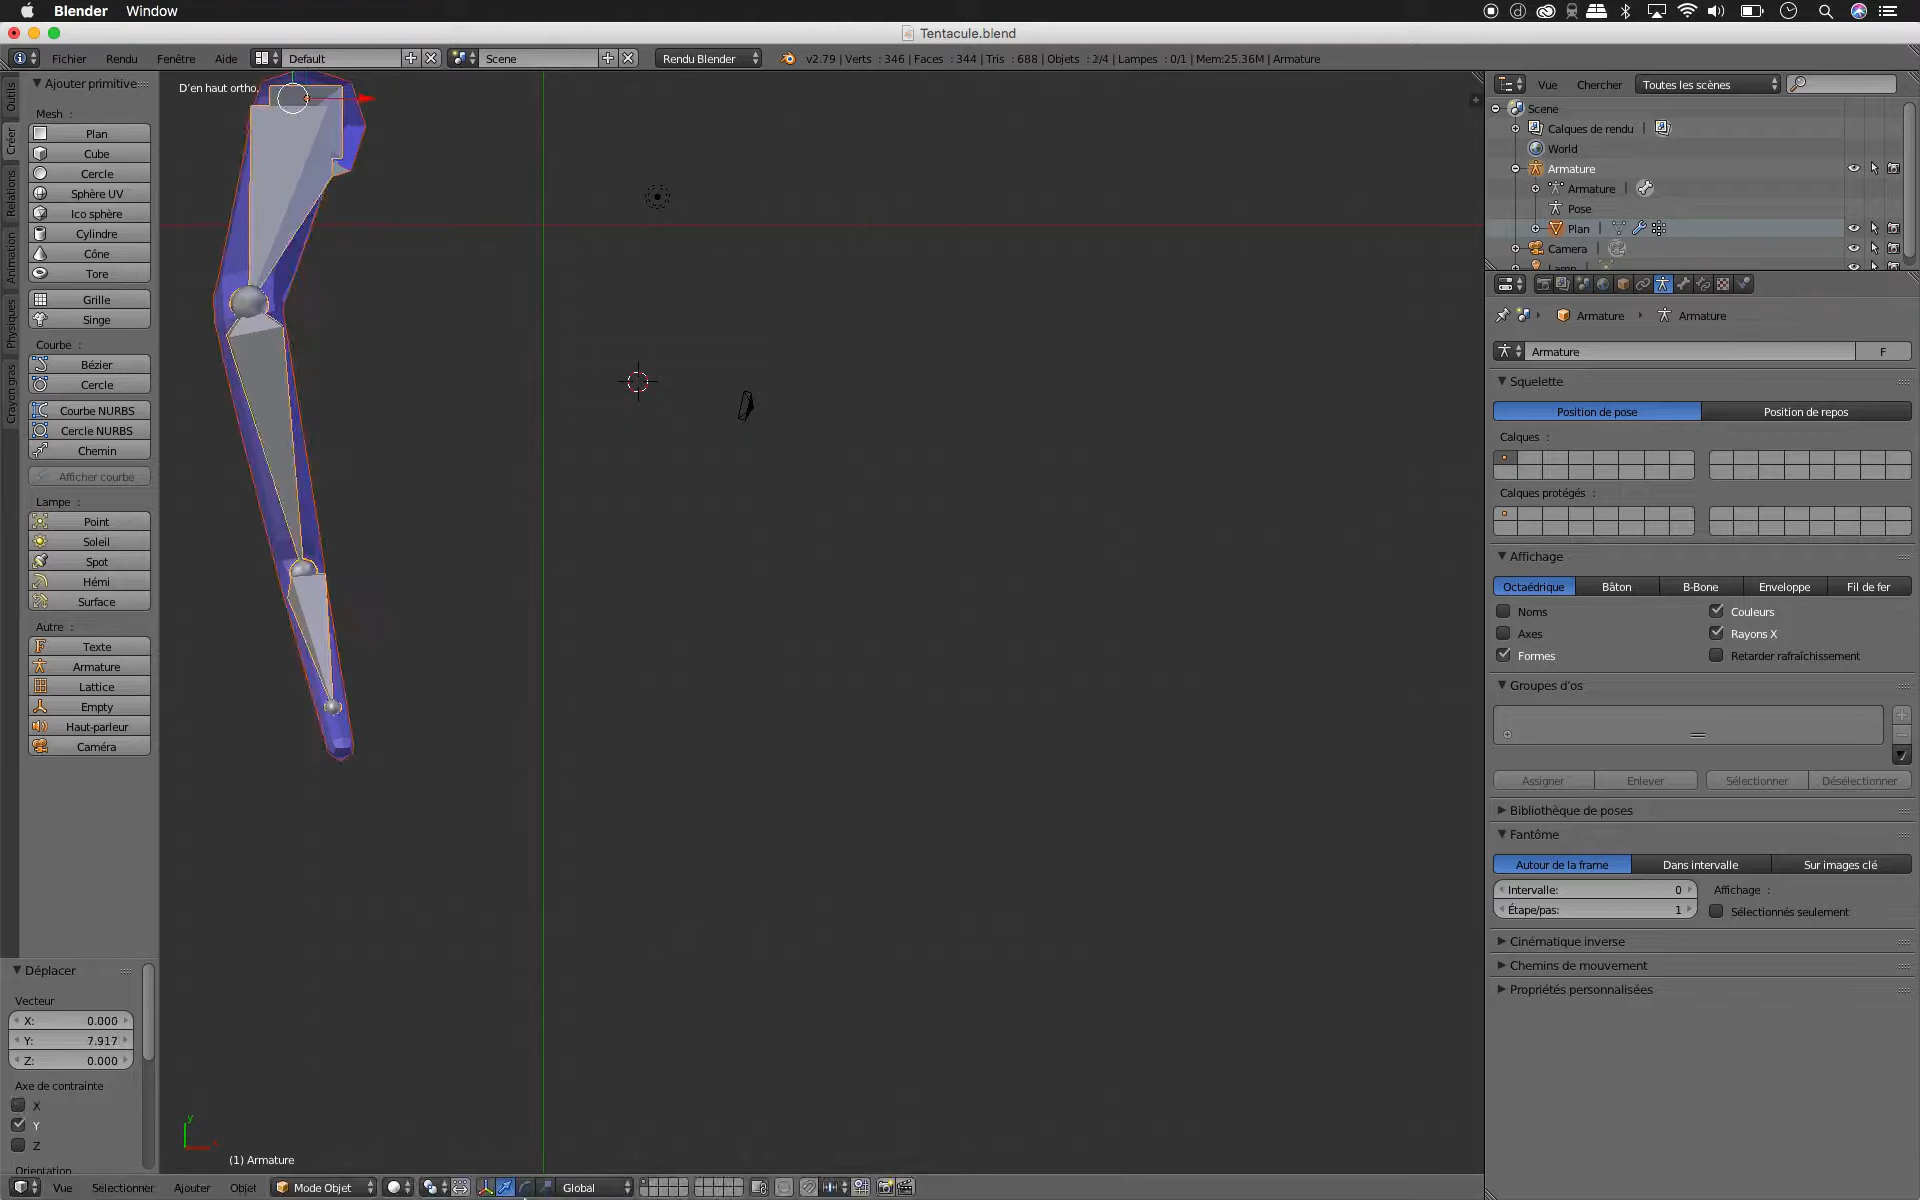 Blender Window
Tentacule.blend
Fichier Rendu Fenêtre Aide Default Scene Rendu Blender v2.79 | Verts : 346 | Faces : 344 | Tris : 688 | Objets : 2/4 | Lampes : 0/1 | Mem:25.36M | Armature
Outils
Créer
Relations
Animation
Physiques
Crayon gras
Ajouter primitive
Mesh :
Plan
Cube
Cercle
Sphère UV
Ico sphère
Cylindre
Cône
Tore
Grille
Singe
Courbe :
Bézier
Cercle
Courbe NURBS
Cercle NURBS
Chemin
Afficher courbe
Lampe :
Point
Soleil
Spot
Hémi
Surface
Autre :
Texte
Armature
Lattice
Empty
Haut-parleur
Caméra
Déplacer
Vecteur
X: 0.000
Y: 7.917
Z: 0.000
Axe de contrainte
X
Y
Z
Orientation
D'en haut ortho.
y
(1) Armature
Vue Sélectionner Ajouter Objet Mode Objet Global
Vue Chercher Toutes les scènes
Scene
Calques de rendu |
World
Armature
Armature |
Pose
Plan |
Camera |
Lamp |
Armature Armature
Armature F
Squelette
Position de pose Position de repos
Calques :
Calques protégés :
Affichage
Octaédrique Bâton B-Bone Enveloppe Fil de fer
Noms Couleurs
Axes Rayons X
Formes Retarder rafraîchissement
Groupes d'os
Assigner Enlever Sélectionner Désélectionner
Bibliothèque de poses
Fantôme
Autour de la frame Dans intervalle Sur images clé
Intervalle: 0 Affichage :
Étape/pas: 1 Sélectionnés seulement
Cinématique inverse
Chemins de mouvement
Propriétés personnalisées